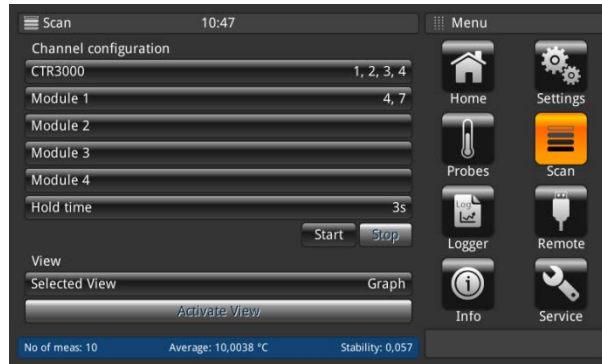 Scan 10:47
Channel configuration
CTR3000 1, 2, 3, 4
Module 1 4, 7
Module 2
Module 3
Module 4
Hold time 3s
Start Stop
View
Selected View Graph
Activate View
No of meas: 10 Average: 10,0038 °C Stability: 0,057
Menu
Home Settings
Probes Scan
Log
Logger Remote
Info Service